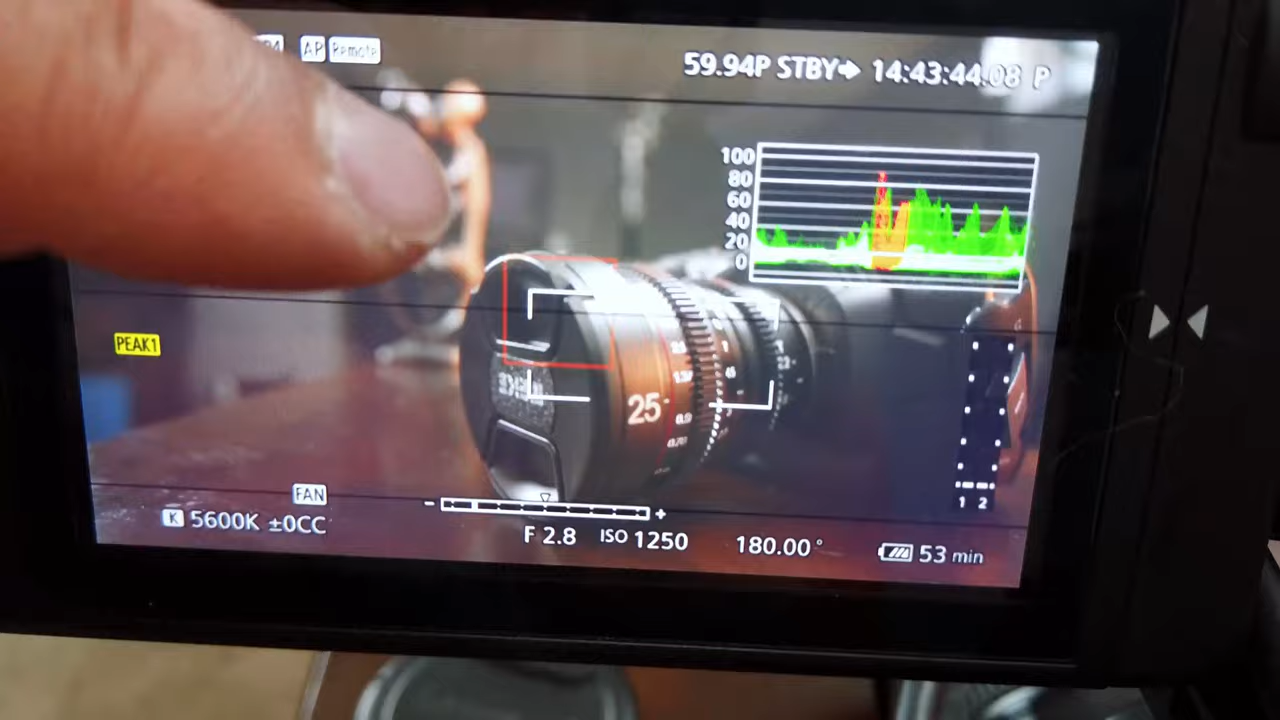 AP Remote
59.94P STBY 14:43:44:08 P
100
80
60
40
20
0
PEAK1
25
FAN
- +
K 5600K ±0CC
F 2.8 ISO 1250 180.00° 53 min
1 2